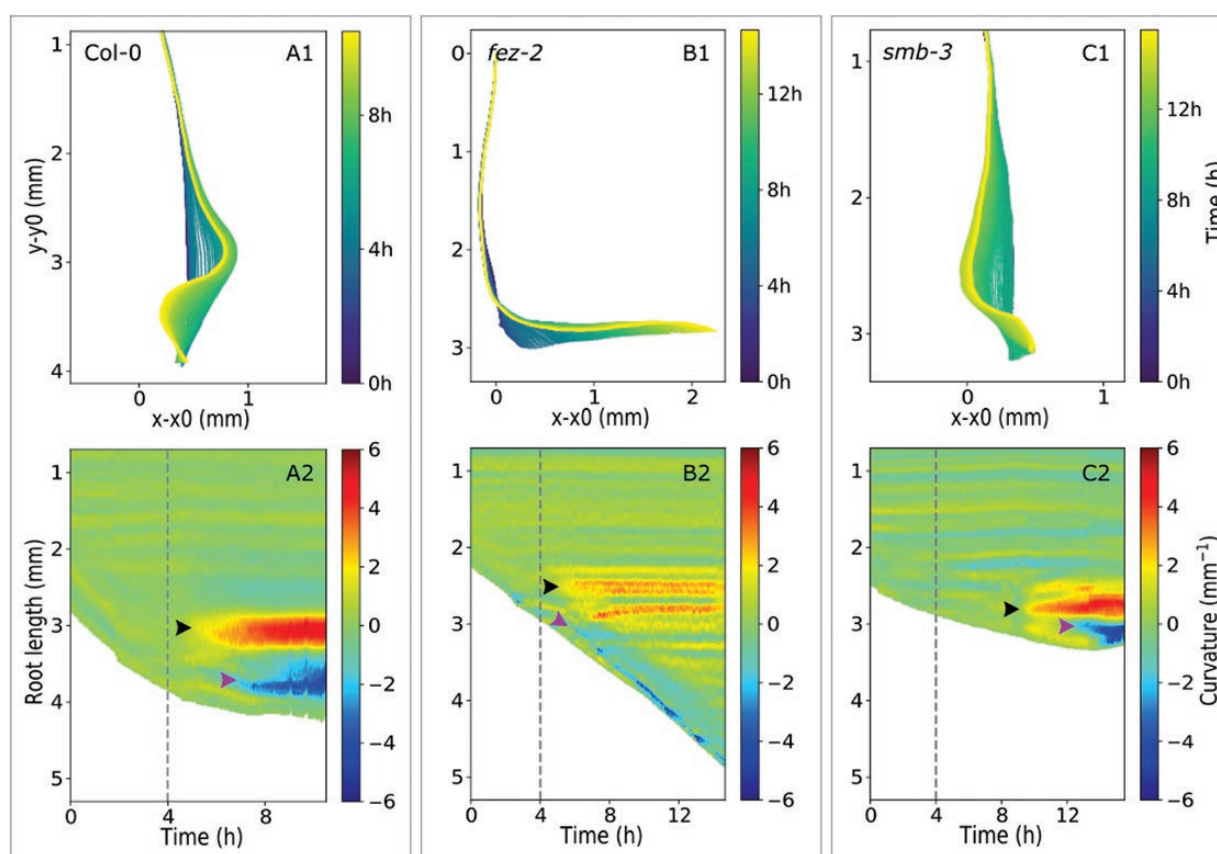 Col-0 A1
1
2
3
4
y-y0 (mm)
0 1
x-x0 (mm)
8h
4h
0h
fez-2 B1
0
1
2
3
0 1 2
x-x0 (mm)
12h
8h
4h
0h
smb-3 C1
1
2
3
0 1
x-x0 (mm)
12h
8h
4h
0h
Time (h)
A2
1
2
3
4
5
Root length (mm)
0 4 8
Time (h)
6
4
2
0
−2
−4
−6
B2
1
2
3
4
5
0 4 8 12
Time (h)
6
4
2
0
−2
−4
−6
C2
1
2
3
4
5
0 4 8 12
Time (h)
6
4
2
0
−2
−4
−6
Curvature (mm⁻¹)